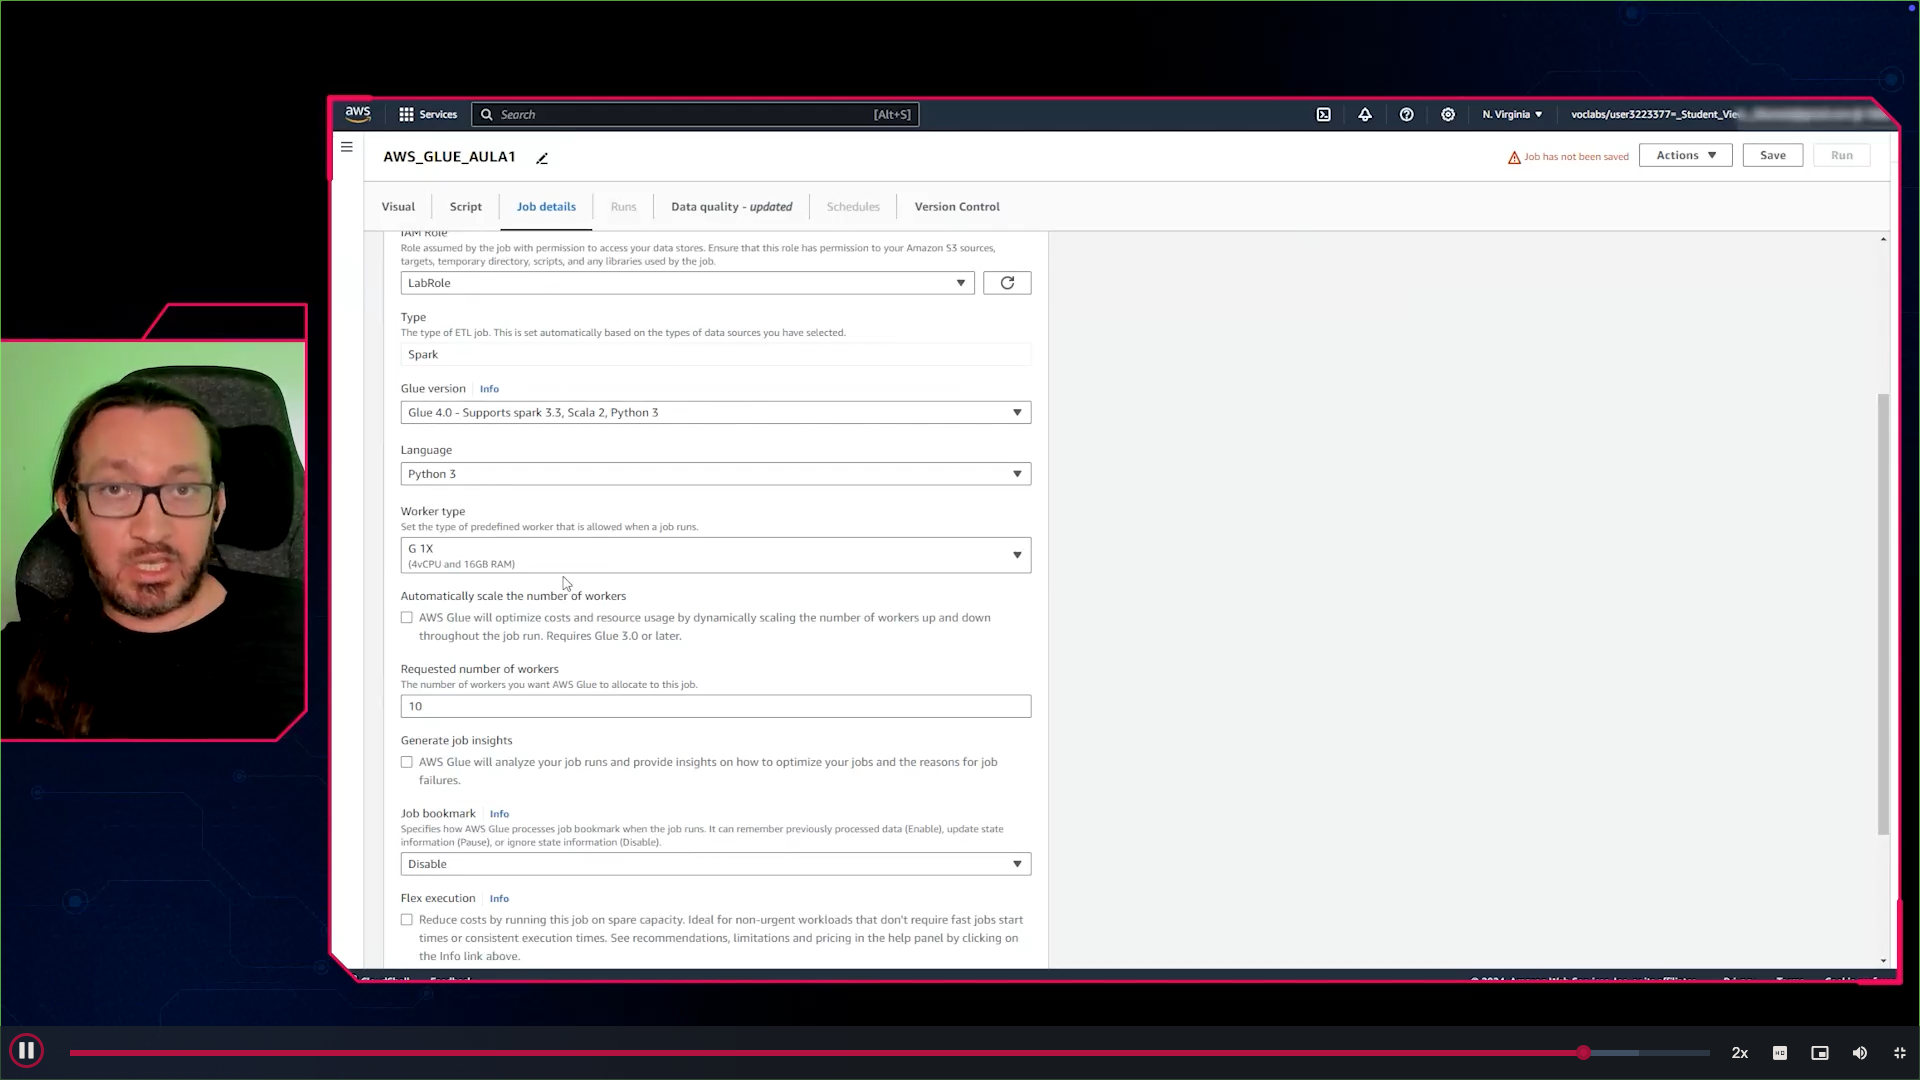 aws
Services
Search
[Alt+S]
N. Virginia
voclabs/user3223377=_Student_Vie
AWS_GLUE_AULA1
Job has not been saved
Actions
Save
Run
Visual
Script
Job details
Runs
Data quality - updated
Schedules
Version Control
IAM Role
Role assumed by the job with permission to access your data stores. Ensure that this role has permission to your Amazon S3 sources,
targets, temporary directory, scripts, and any libraries used by the job.
LabRole
Type
The type of ETL job. This is set automatically based on the types of data sources you have selected.
Spark
Glue version
Info
Glue 4.0 - Supports spark 3.3, Scala 2, Python 3
Language
Python 3
Worker type
Set the type of predefined worker that is allowed when a job runs.
G 1X
(4vCPU and 16GB RAM)
Automatically scale the number of workers
AWS Glue will optimize costs and resource usage by dynamically scaling the number of workers up and down
throughout the job run. Requires Glue 3.0 or later.
Requested number of workers
The number of workers you want AWS Glue to allocate to this job.
10
Generate job insights
AWS Glue will analyze your job runs and provide insights on how to optimize your jobs and the reasons for job
failures.
Job bookmark
Info
Specifies how AWS Glue processes job bookmark when the job runs. It can remember previously processed data (Enable), update state
information (Pause), or ignore state information (Disable).
Disable
Flex execution
Info
Reduce costs by running this job on spare capacity. Ideal for non-urgent workloads that don't require fast jobs start
times or consistent execution times. See recommendations, limitations and pricing in the help panel by clicking on
the Info link above.
2x
HD